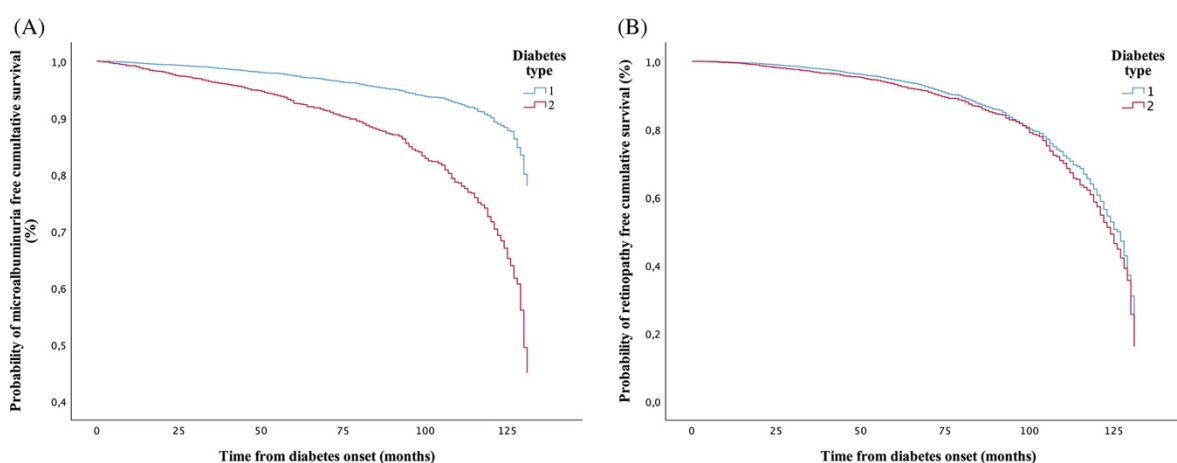 (A)
Probability of microalbuminuria free cumultative survival
(%)
1,0
0,9
0,8
0,7
0,6
0,5
0,4
Diabetes
type
1
2
0 25 50 75 100 125
Time from diabetes onset (months)
(B)
Probability of retinopathy free cumulative survival (%)
1,0
0,8
0,6
0,4
0,2
0,0
Diabetes
type
1
2
0 25 50 75 100 125
Time from diabetes onset (months)